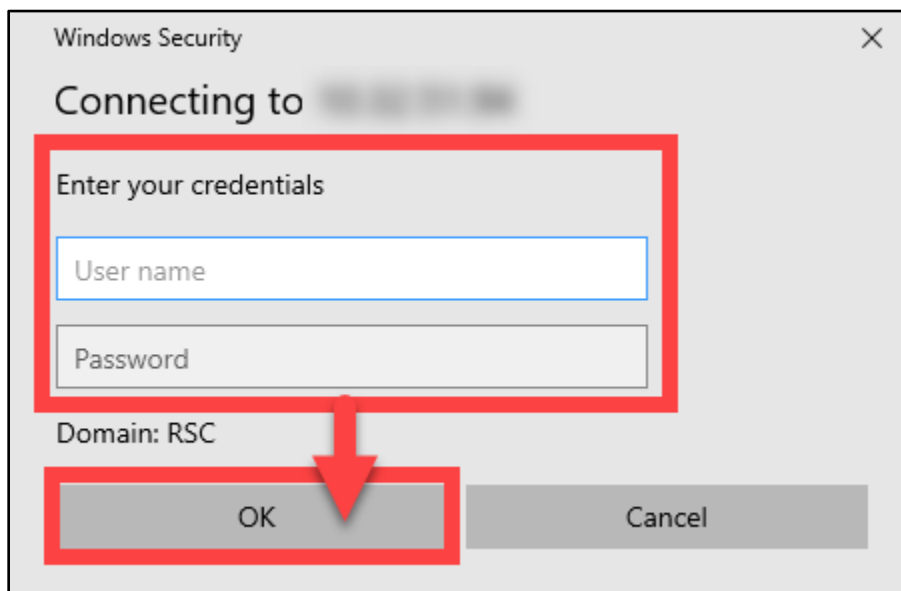 Windows Security
Connecting to
Enter your credentials
User name
Password
Domain: RSC
OK
Cancel